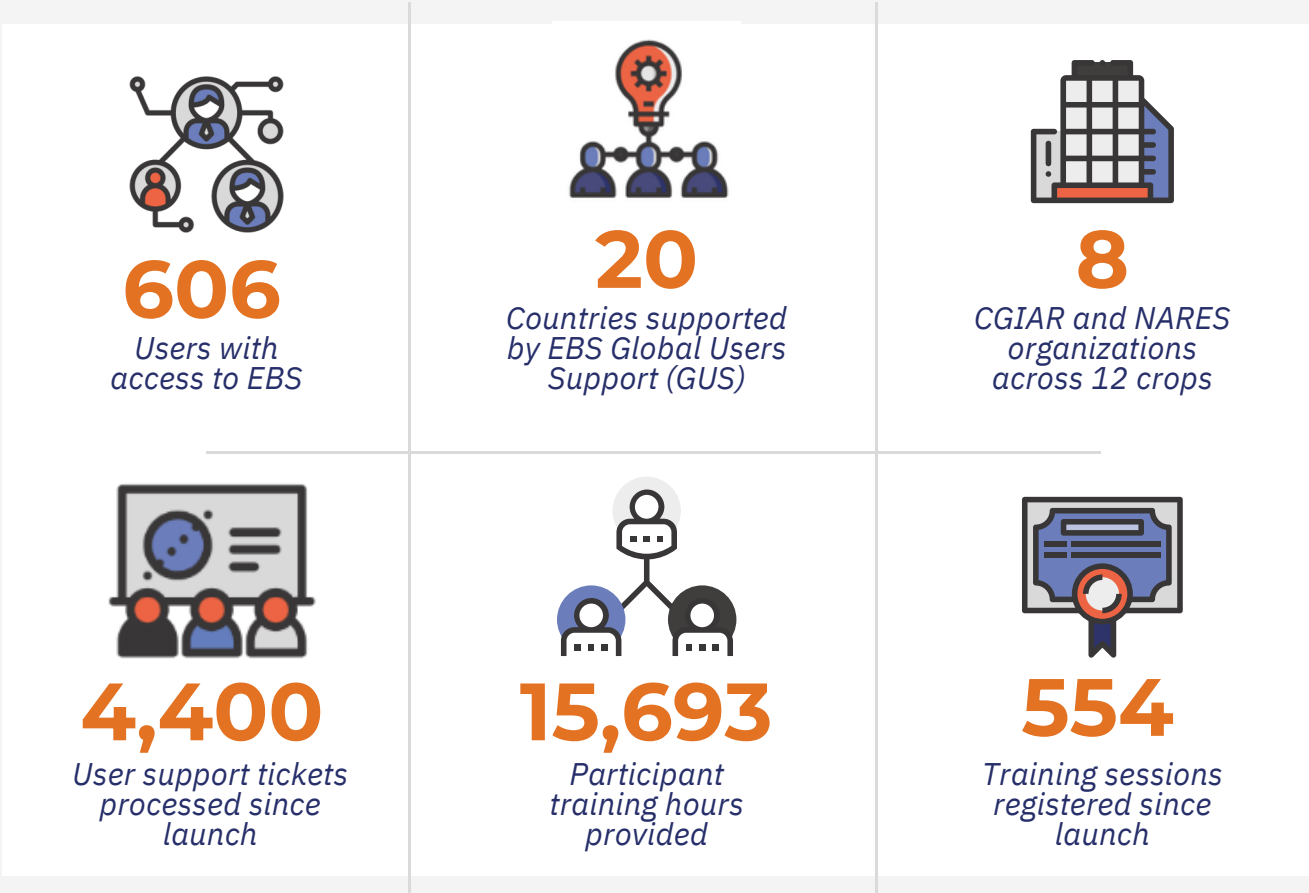 606
Users with
access to EBS
20
Countries supported
by EBS Global Users
Support (GUS)
8
CGIAR and NARES
organizations
across 12 crops
4,400
User support tickets
processed since
launch
15,693
Participant
training hours
provided
554
Training sessions
registered since
launch